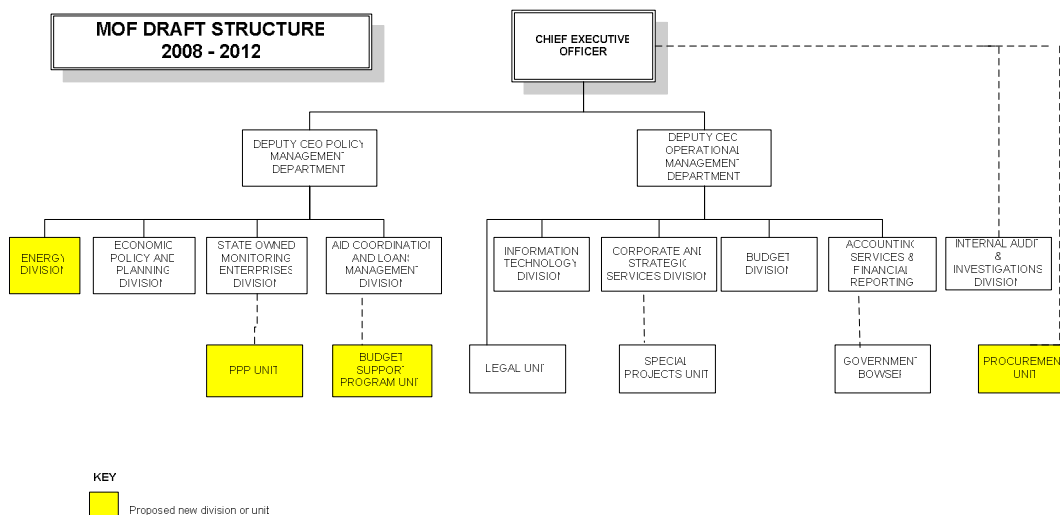 MOF DRAFT STRUCTURE
2008 - 2012
CHIEF EXECUTIVE
OFFICER
DEPUTY CEO POLICY
MANAGEMENT
DEPARTMENT
DEPUTY CEO
OPERATIONAL
MANAGEMENT
DEPARTMENT
ENERGY
DIVISION
ECONOMIC
POLICY AND
PLANNING
DIVISION
STATE OWNED
MONITORING
ENTERPRISES
DIVISION
AID COORDINATION
AND LOANS
MANAGEMENT
DIVISION
INFORMATION
TECHNOLOGY
DIVISION
CORPORATE AND
STRATEGIC
SERVICES DIVISION
BUDGET
DIVISION
ACCOUNTING
SERVICES &
FINANCIAL
REPORTING
INTERNAL AUDIT
&
INVESTIGATIONS
DIVISION
PPP UNIT
BUDGET
SUPPORT
PROGRAM UNIT
LEGAL UNIT
SPECIAL
PROJECTS UNIT
GOVERNMENT
BOWSER
PROCUREMENT
UNIT
KEY
Proposed new division or unit